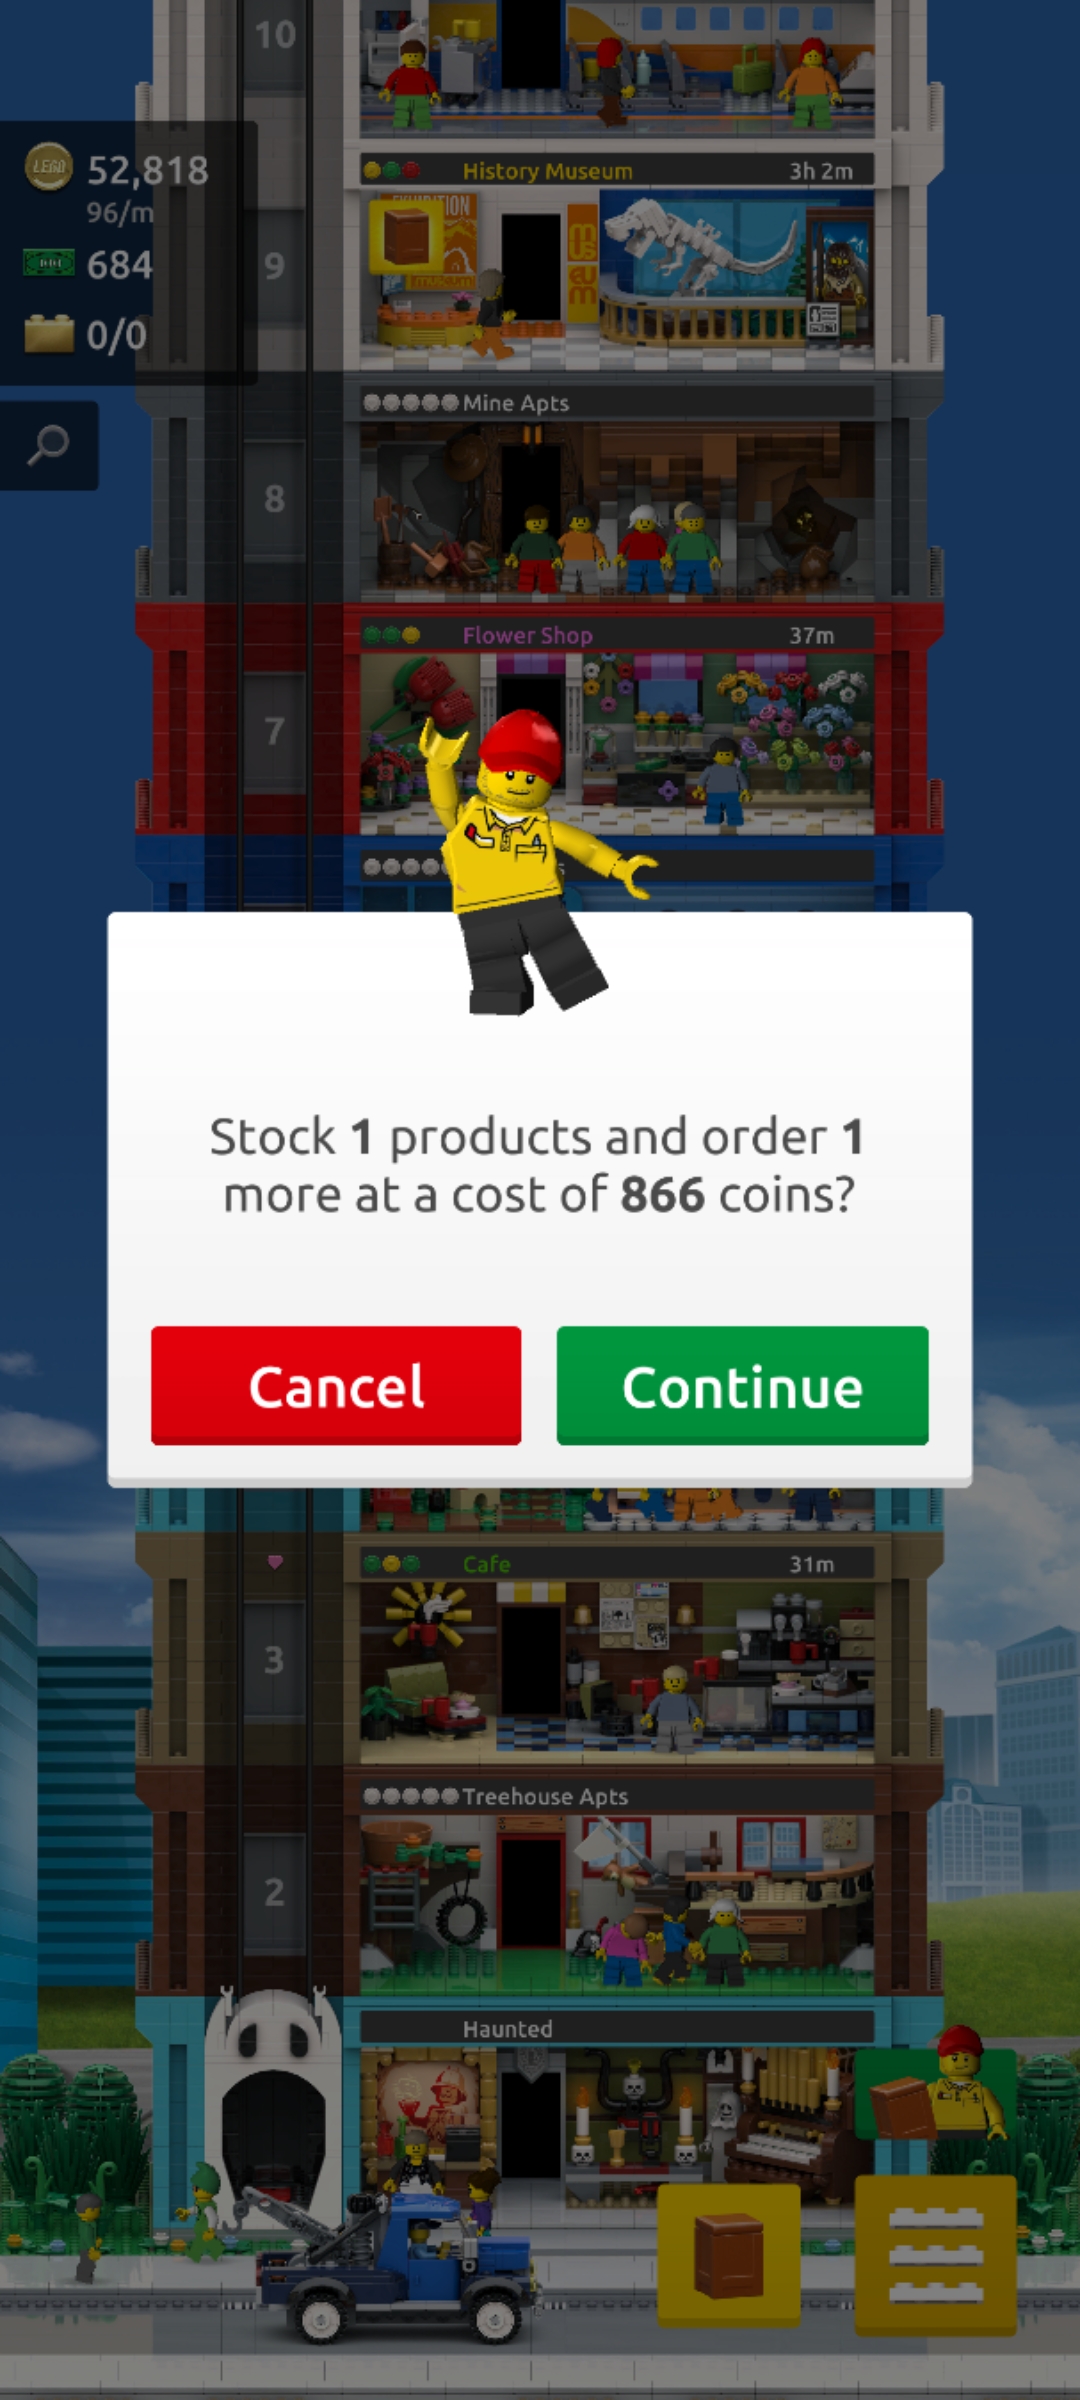 10
LEGO 52,818
96/m
684
0/0
History Museum 3h 2m
EXHIBITION
museum
museum
9
Mine Apts
8
Flower Shop 37m
7
Stock 1 products and order 1
more at a cost of 866 coins?
Cancel Continue
Cafe 31m
3
Treehouse Apts
2
Haunted